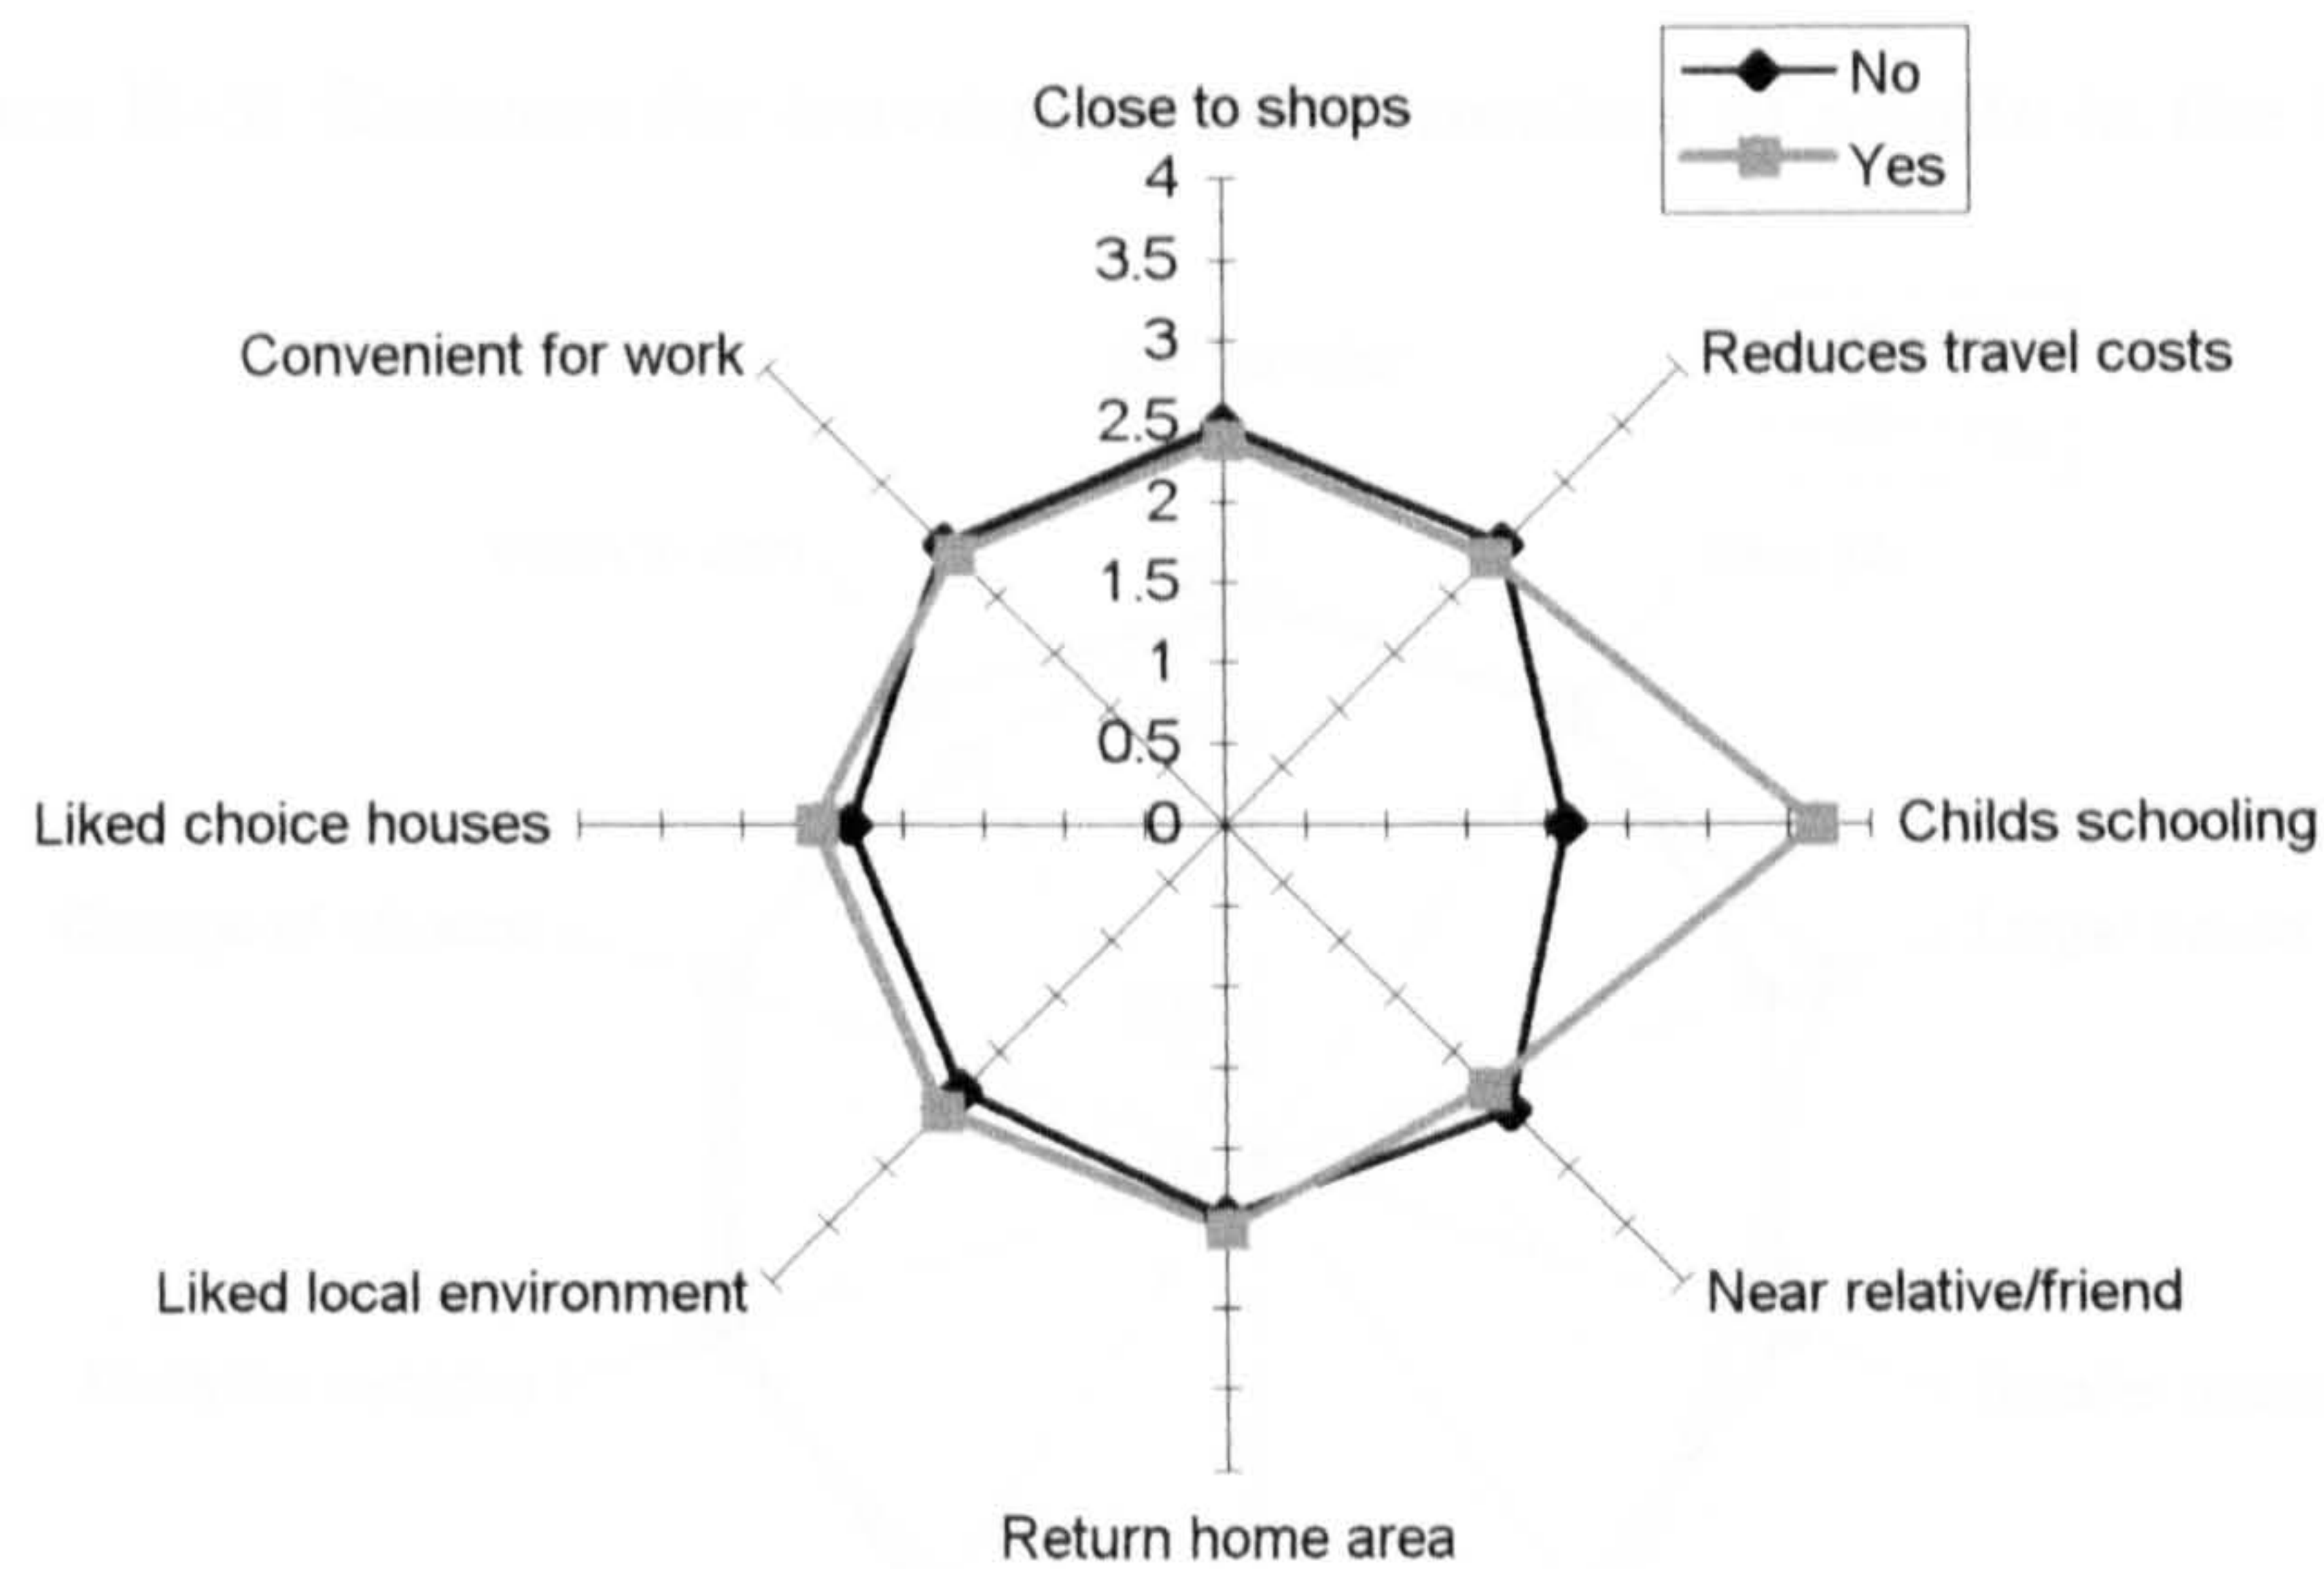 No
Yes
Close to shops
4
3.5
3
2.5
2
1.5
1
0.5
0
Convenient for work
Reduces travel costs
Liked choice houses
Childs schooling
Liked local environment
Near relative/friend
Return home area